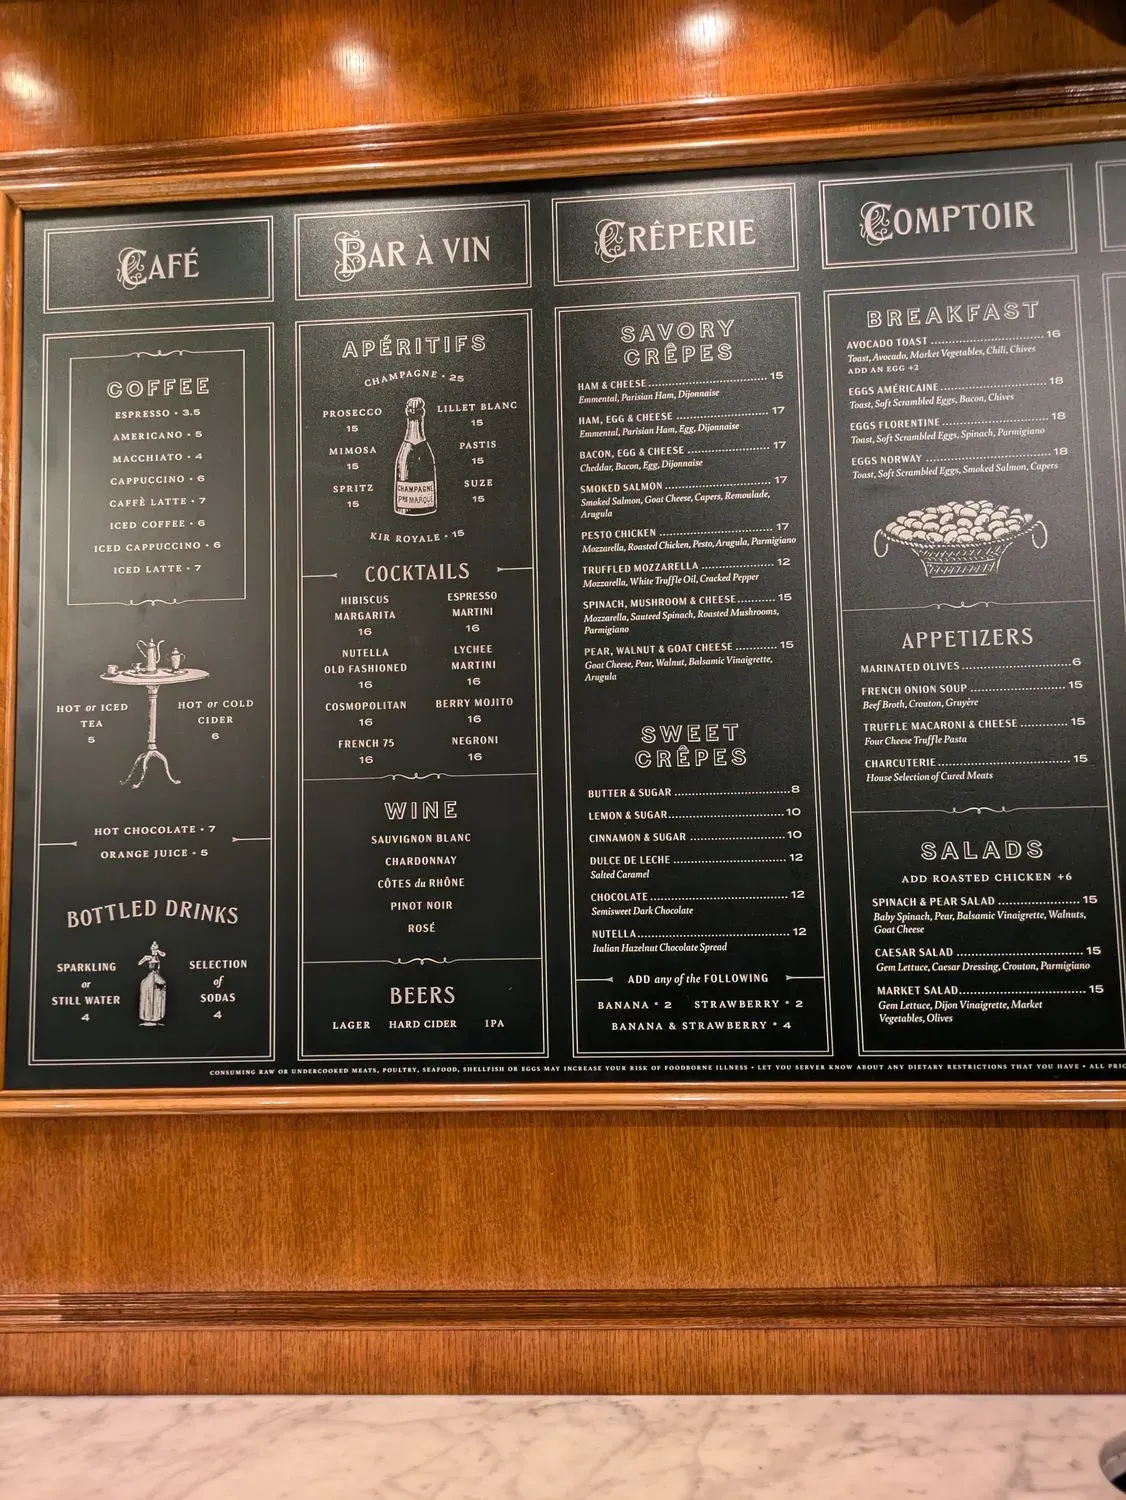 CAFÉ
COFFEE
ESPRESSO • 3.5
AMERICANO • 5
MACCHIATO • 4
CAPPUCCINO • 6
CAFFÈ LATTE • 7
ICED COFFEE • 6
ICED CAPPUCCINO • 6
ICED LATTE • 7
HOT or ICED
TEA
5
HOT or COLD
CIDER
6
HOT CHOCOLATE • 7
ORANGE JUICE • 5
BOTTLED DRINKS
SPARKLING
or
STILL WATER
4
SELECTION
of
SODAS
4
BAR À VIN
APÉRITIFS
CHAMPAGNE • 25
PROSECCO
15
LILLET BLANC
15
MIMOSA
15
PASTIS
15
SPRITZ
15
SUZE
15
CHAMPAGNE
PRE MARQUE
KIR ROYALE • 15
COCKTAILS
HIBISCUS
MARGARITA
16
ESPRESSO
MARTINI
16
NUTELLA
OLD FASHIONED
16
LYCHEE
MARTINI
16
COSMOPOLITAN
16
BERRY MOJITO
16
FRENCH 75
16
NEGRONI
16
WINE
SAUVIGNON BLANC
CHARDONNAY
CÔTES du RHÔNE
PINOT NOIR
ROSÉ
BEERS
LAGER HARD CIDER IPA
CRÊPERIE
SAVORY
CRÊPES
HAM & CHEESE 15
Emmental, Parisian Ham, Dijonnaise
HAM, EGG & CHEESE 17
Emmental, Parisian Ham, Egg, Dijonnaise
BACON, EGG & CHEESE 17
Cheddar, Bacon, Egg, Dijonnaise
SMOKED SALMON 17
Smoked Salmon, Goat Cheese, Capers, Remoulade,
Arugula
PESTO CHICKEN 17
Mozzarella, Roasted Chicken, Pesto, Arugula, Parmigiano
TRUFFLED MOZZARELLA 12
Mozzarella, White Truffle Oil, Cracked Pepper
SPINACH, MUSHROOM & CHEESE 15
Mozzarella, Sauteed Spinach, Roasted Mushrooms,
Parmigiano
PEAR, WALNUT & GOAT CHEESE 15
Goat Cheese, Pear, Walnut, Balsamic Vinaigrette,
Arugula
SWEET
CRÊPES
BUTTER & SUGAR 8
LEMON & SUGAR 10
CINNAMON & SUGAR 10
DULCE DE LECHE 12
Salted Caramel
CHOCOLATE 12
Semisweet Dark Chocolate
NUTELLA 12
Italian Hazelnut Chocolate Spread
ADD any of the FOLLOWING
BANANA • 2 STRAWBERRY • 2
BANANA & STRAWBERRY • 4
COMPTOIR
BREAKFAST
AVOCADO TOAST 16
Toast, Avocado, Market Vegetables, Chili, Chives
ADD AN EGG +2
EGGS AMÉRICAINE 18
Toast, Soft Scrambled Eggs, Bacon, Chives
EGGS FLORENTINE 18
Toast, Soft Scrambled Eggs, Spinach, Parmigiano
EGGS NORWAY 18
Toast, Soft Scrambled Eggs, Smoked Salmon, Capers
APPETIZERS
MARINATED OLIVES 6
FRENCH ONION SOUP 15
Beef Broth, Crouton, Gruyère
TRUFFLE MACARONI & CHEESE 15
Four Cheese Truffle Pasta
CHARCUTERIE 15
House Selection of Cured Meats
SALADS
ADD ROASTED CHICKEN +6
SPINACH & PEAR SALAD 15
Baby Spinach, Pear, Balsamic Vinaigrette, Walnuts,
Goat Cheese
CAESAR SALAD 15
Gem Lettuce, Caesar Dressing, Crouton, Parmigiano
MARKET SALAD 15
Gem Lettuce, Dijon Vinaigrette, Market
Vegetables, Olives
CONSUMING RAW OR UNDERCOOKED MEATS, POULTRY, SEAFOOD, SHELLFISH OR EGGS MAY INCREASE YOUR RISK OF FOODBORNE ILLNESS • LET YOU SERVER KNOW ABOUT ANY DIETARY RESTRICTIONS THAT YOU HAVE • ALL